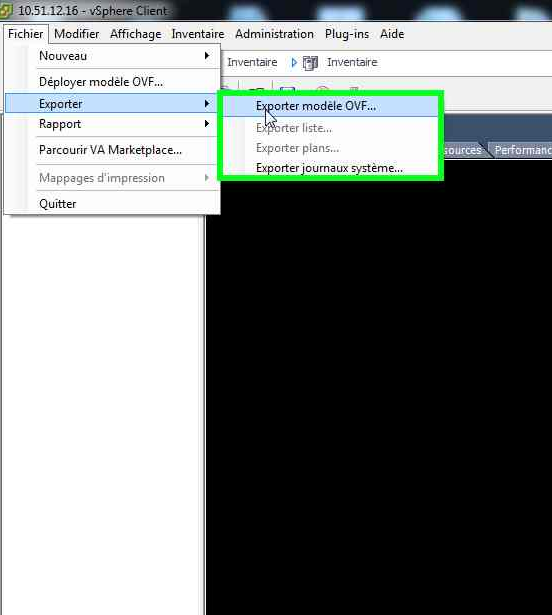 10.51.12.16 - vSphere Client
Fichier Modifier Affichage Inventaire Administration Plug-ins Aide
Nouveau
Inventaire Inventaire
Déployer modèle OVF...
Exporter
Exporter modèle OVF...
Rapport
Exporter liste...
Parcourir VA Marketplace...
Exporter plans...
sources Performanc
Exporter journaux système...
Mappages d'impression
Quitter